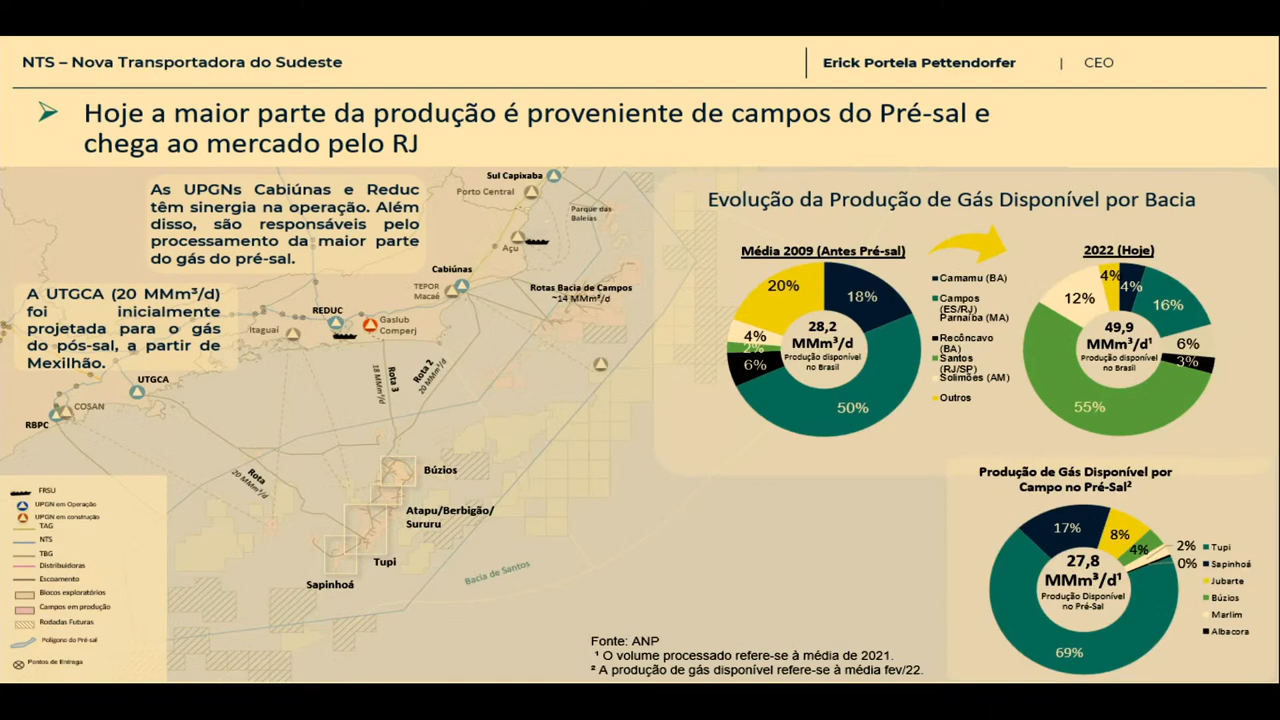 NTS – Nova Transportadora do Sudeste
Erick Portela Pettendorfer | CEO
Hoje a maior parte da produção é proveniente de campos do Pré-sal e
chega ao mercado pelo RJ
As UPGNs Cabiúnas e Reduc
têm sinergia na operação. Além
disso, são responsáveis pelo
processamento da maior parte
do gás do pré-sal.
A UTGCA (20 MMm³/d)
foi inicialmente
projetada para o gás
do pós-sal, a partir de
Mexilhão.
Sul Capixaba
Porto Central
Parque das
Baleias
Açu
Cabiúnas
TEPOR
Macaé
Rotas Bacia de Campos
~14 MMm³/d
REDUC
Gaslub
Comperj
Itaguai
UTGCA
COSAN
RBPC
Rota 3
18 MMm³/d
Rota 2
20 MMm³/d
Rota
20 MMm³/d
Búzios
Atapu/Berbigão/
Sururu
Tupi
Sapinhoá
Bacia de Santos
FRSU
UPGN em Operação
UPGN em construção
TAG
NTS
TBG
Distribuidoras
Escoamento
Blocos exploratórios
Campos em produção
Rodadas Futuras
Polígono do Pré-sal
Pontos de Entrega
Evolução da Produção de Gás Disponível por Bacia
Média 2009 (Antes Pré-sal)
20%
18%
4%
2%
6%
50%
28,2
MMm³/d
Produção disponível
no Brasil
Camamu (BA)
Campos
(ES/RJ)
Parnaíba (MA)
Recôncavo
(BA)
Santos
(RJ/SP)
Solimões (AM)
Outros
2022 (Hoje)
4%
4%
12%
16%
6%
3%
55%
49,9
MMm³/d¹
Produção disponível
no Brasil
Produção de Gás Disponível por
Campo no Pré-Sal²
17%
8%
4%
2%
0%
69%
27,8
MMm³/d¹
Produção Disponível
no Pré-Sal
Tupi
Sapinhoá
Jubarte
Búzios
Marlim
Albacora
Fonte: ANP
¹ O volume processado refere-se à média de 2021.
² A produção de gás disponível refere-se à média fev/22.